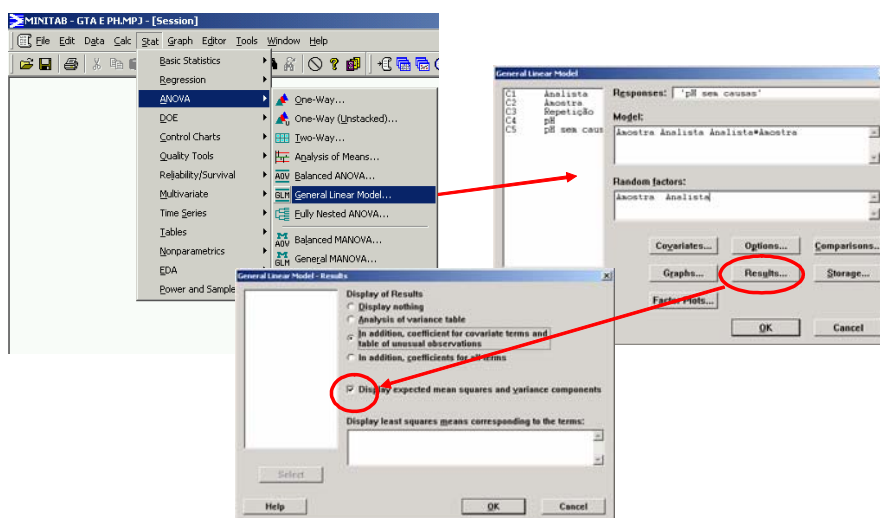 MINITAB - GTA E PH.MPJ - [Session]
File Edit Data Calc Stat Graph Editor Tools Window Help
Basic Statistics
Regression
ANOVA
DOE
Control Charts
Quality Tools
Reliability/Survival
Multivariate
Time Series
Tables
Nonparametrics
EDA
Power and Sample
One-Way...
One-Way (Unstacked)...
Two-Way...
Analysis of Means...
Balanced ANOVA...
General Linear Model...
Fully Nested ANOVA...
Balanced MANOVA...
General MANOVA...
General Linear Model
C1 Analista
C2 Amostra
C3 Repetição
C4 pH
C5 pH sem caus
Responses: 'pH sem causas'
Model:
Amostra Analista Analista*Amostra
Random factors:
Amostra Analista
Covariates... Options... Comparisons...
Graphs... Results... Storage...
Factor Plots...
OK Cancel
General Linear Model - Results
Display of Results
Display nothing
Analysis of variance table
In addition, coefficient for covariate terms and
table of unusual observations
In addition, coefficients for all terms
Display expected mean squares and variance components
Display least squares means corresponding to the terms:
Select
Help OK Cancel